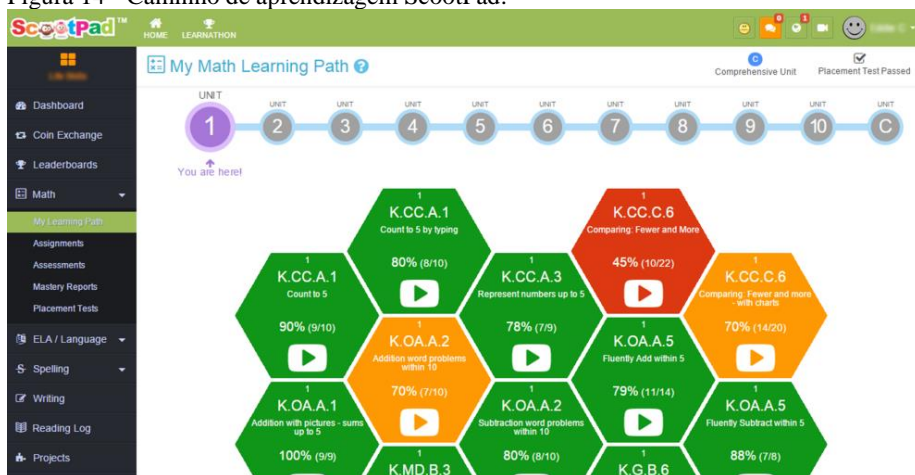 Figura 14 - Caminho de aprendizagem ScootPad.
ScootPad™
HOME LEARNATHON
0 1
My Math Learning Path ?
C
Comprehensive Unit Placement Test Passed
Dashboard
Coin Exchange
Leaderboards
Math
My Learning Path
Assignments
Assessments
Mastery Reports
Placement Tests
ELA / Language
Spelling
Writing
Reading Log
Projects
UNIT UNIT UNIT UNIT UNIT UNIT UNIT UNIT UNIT UNIT UNIT
1 2 3 4 5 6 7 8 9 10 C
You are here!
1
K.CC.A.1
Count to 5 by typing
80% (8/10)
1
K.CC.C.6
Comparing: Fewer and More
45% (10/22)
1
K.CC.A.1
Count to 5
90% (9/10)
1
K.CC.A.3
Represent numbers up to 5
78% (7/9)
1
K.CC.C.6
Comparing: Fewer and more
- with charts
70% (14/20)
1
K.OA.A.2
Addition word problems
within 10
70% (7/10)
1
K.OA.A.5
Fluently Add within 5
79% (11/14)
1
K.OA.A.1
Addition with pictures - sums
up to 5
100% (9/9)
1
K.OA.A.2
Subtraction word problems
within 10
80% (8/10)
1
K.OA.A.5
Fluently Subtract within 5
88% (7/8)
1
K.MD.B.3
1
K.G.B.6